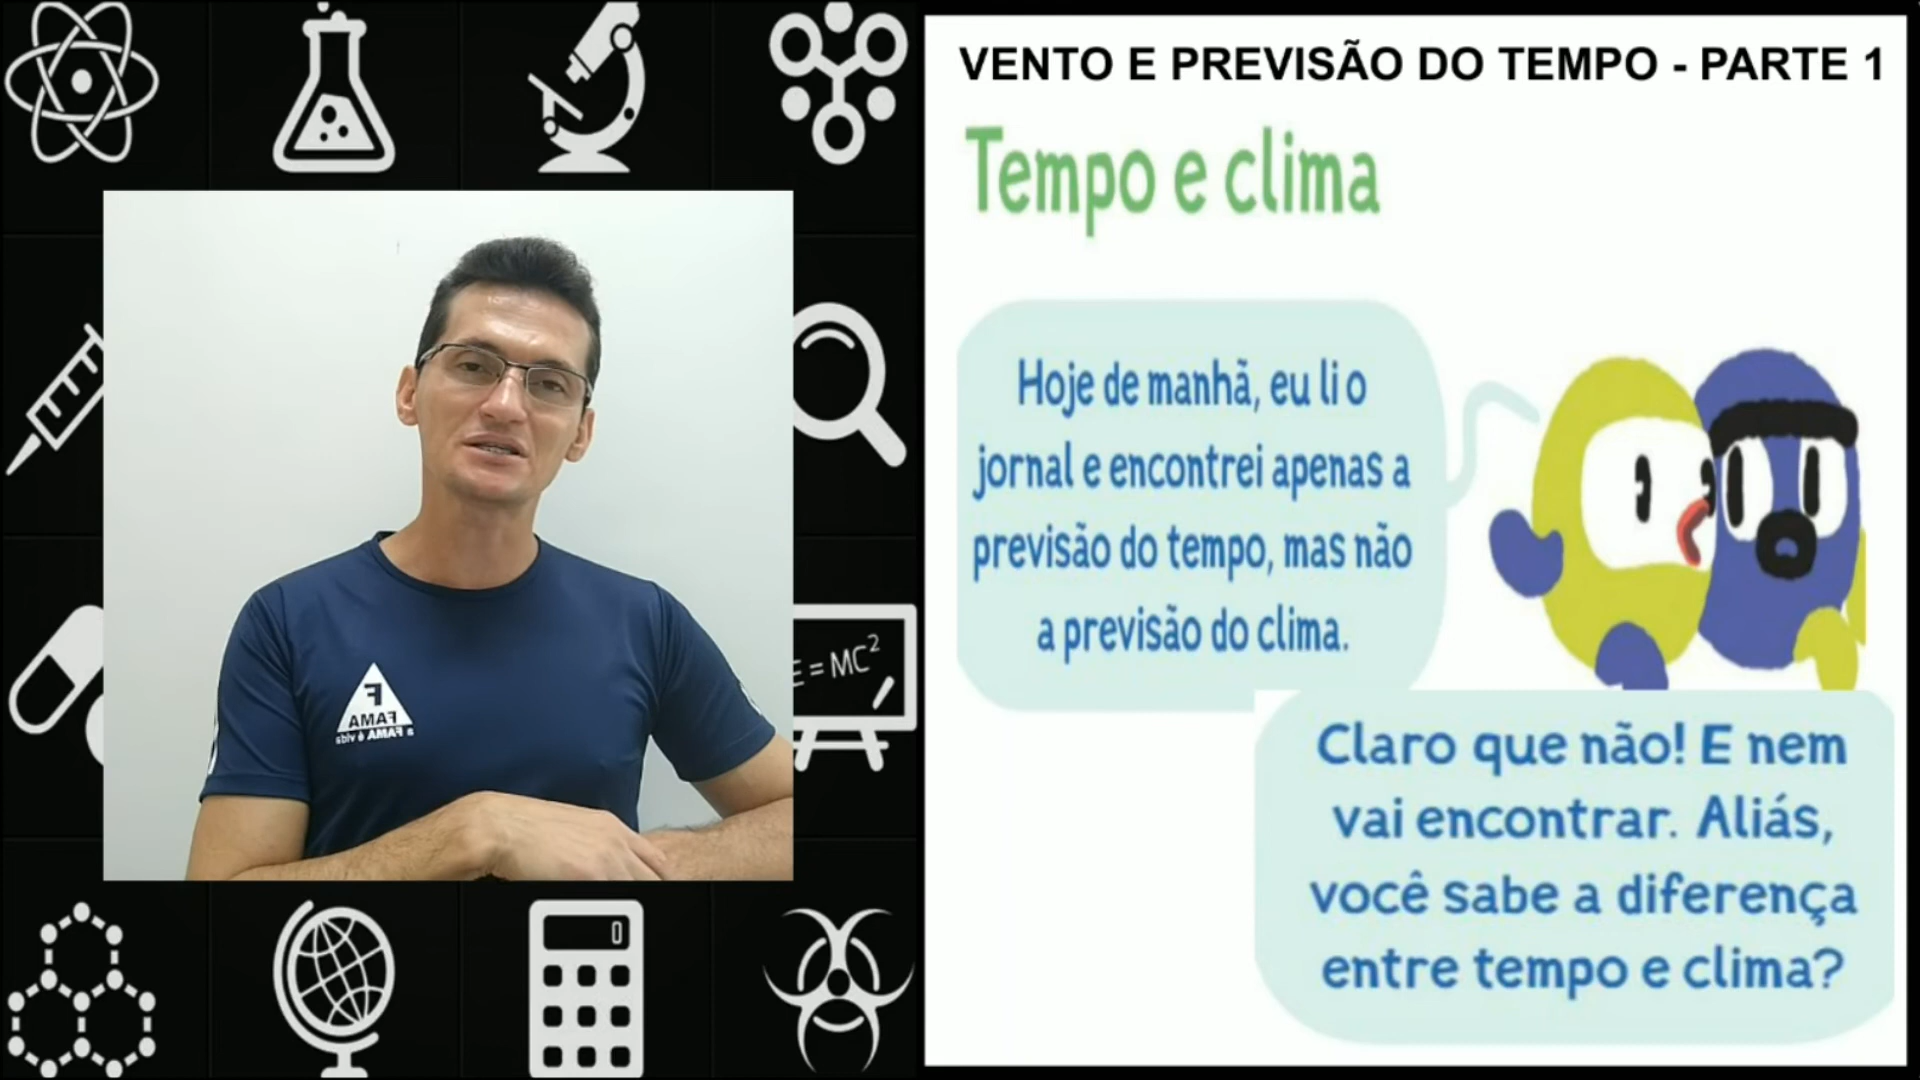 VENTO E PREVISÃO DO TEMPO - PARTE 1
Tempo e clima
Hoje de manhã, eu li o
jornal e encontrei apenas a
previsão do tempo, mas não
a previsão do clima.
Claro que não! E nem
vai encontrar. Aliás,
você sabe a diferença
entre tempo e clima?
F
FAMA
a FAMA é vida
E = MC²
0